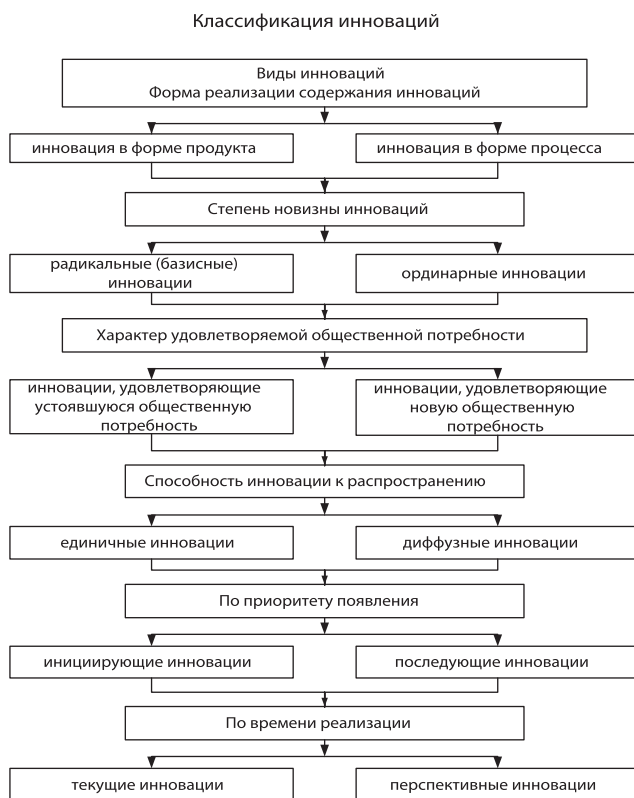 Классификация инноваций
Виды инноваций
Форма реализации содержания инноваций
инновация в форме продукта
инновация в форме процесса
Степень новизны инноваций
радикальные (базисные)
инновации
ординарные инновации
Характер удовлетворяемой общественной потребности
инновации, удовлетворяющие
устоявшуюся общественную
потребность
инновации, удовлетворяющие
новую общественную
потребность
Способность инновации к распространению
единичные инновации
диффузные инновации
По приоритету появления
инициирующие инновации
последующие инновации
По времени реализации
текущие инновации
перспективные инновации